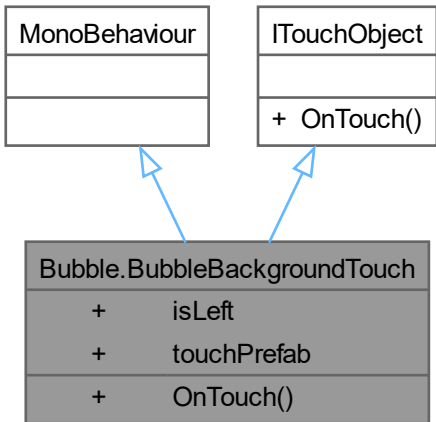 MonoBehaviour
ITouchObject
+ OnTouch()
Bubble.BubbleBackgroundTouch
+ isLeft
+ touchPrefab
+ OnTouch()